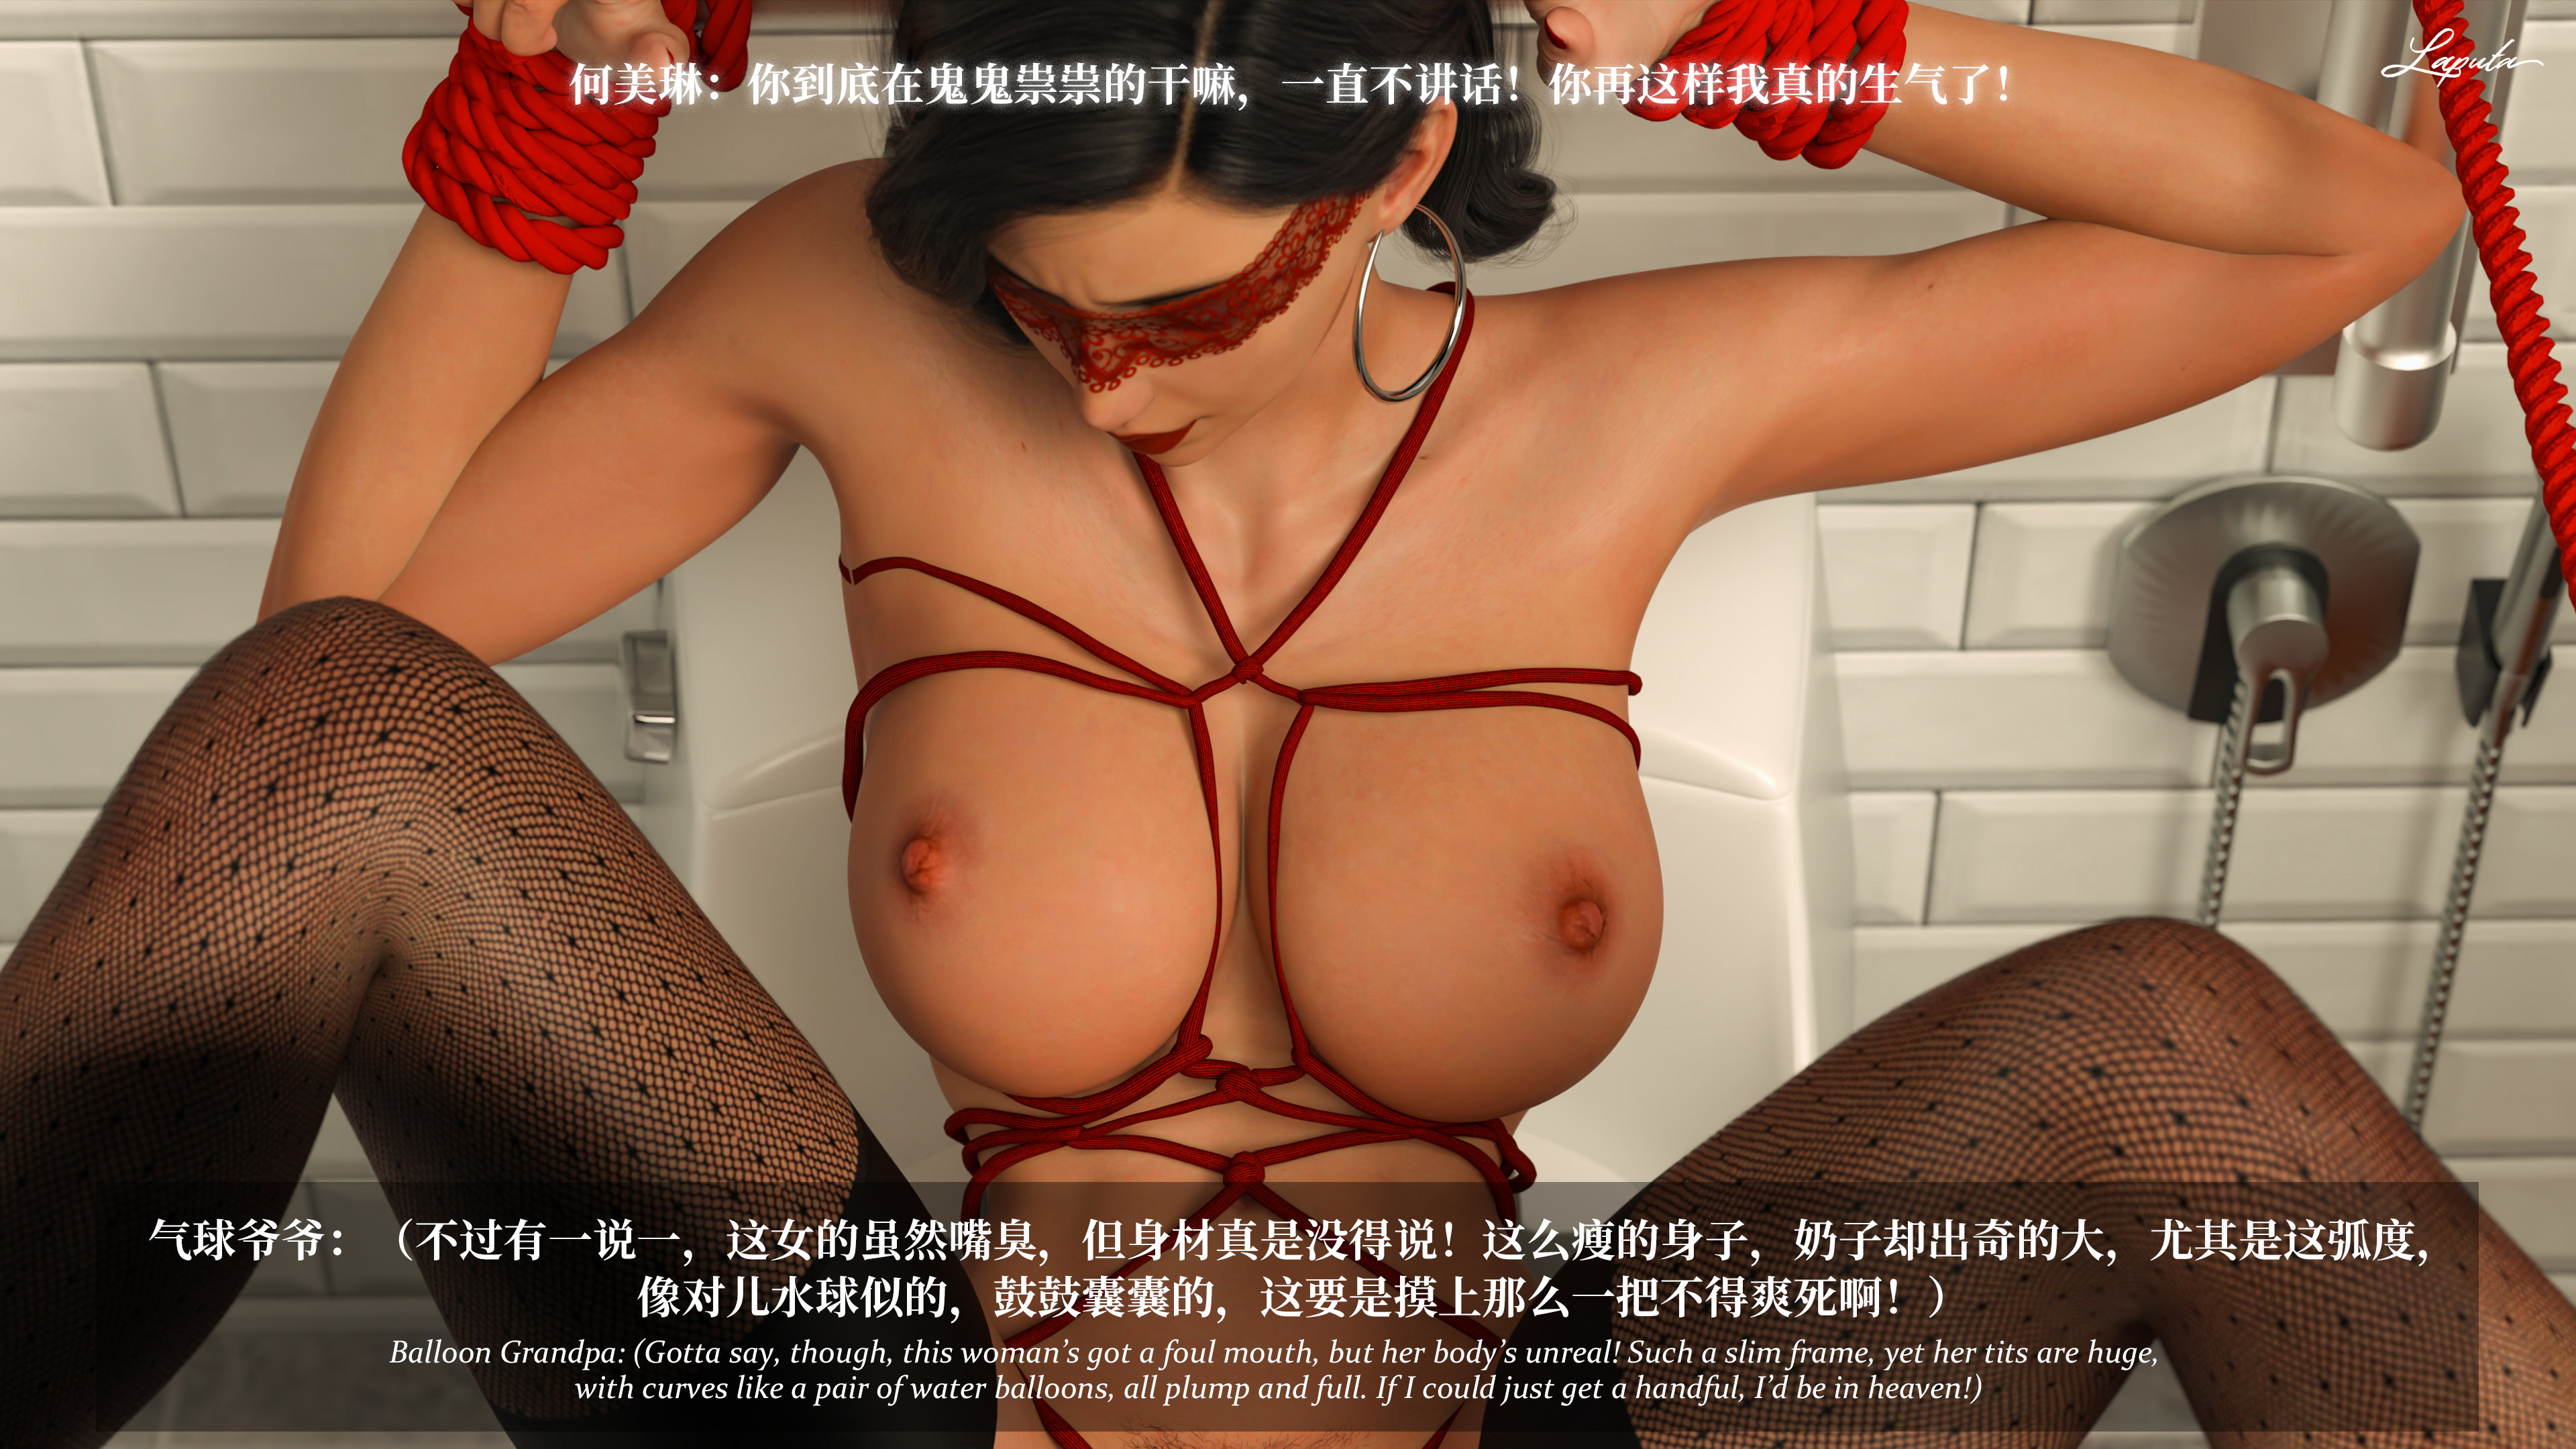 Laputa
何美琳：你到底在鬼鬼祟祟的干嘛，一直不讲话！你再这样我真的生气了！
气球爷爷：（不过有一说一，这女的虽然嘴臭，但身材真是没得说！这么瘦的身子，奶子却出奇的大，尤其是这弧度，
像对儿水球似的，鼓鼓囊囊的，这要是摸上那么一把不得爽死啊！）
Balloon Grandpa: (Gotta say, though, this woman’s got a foul mouth, but her body’s unreal! Such a slim frame, yet her tits are huge,
with curves like a pair of water balloons, all plump and full. If I could just get a handful, I’d be in heaven!)